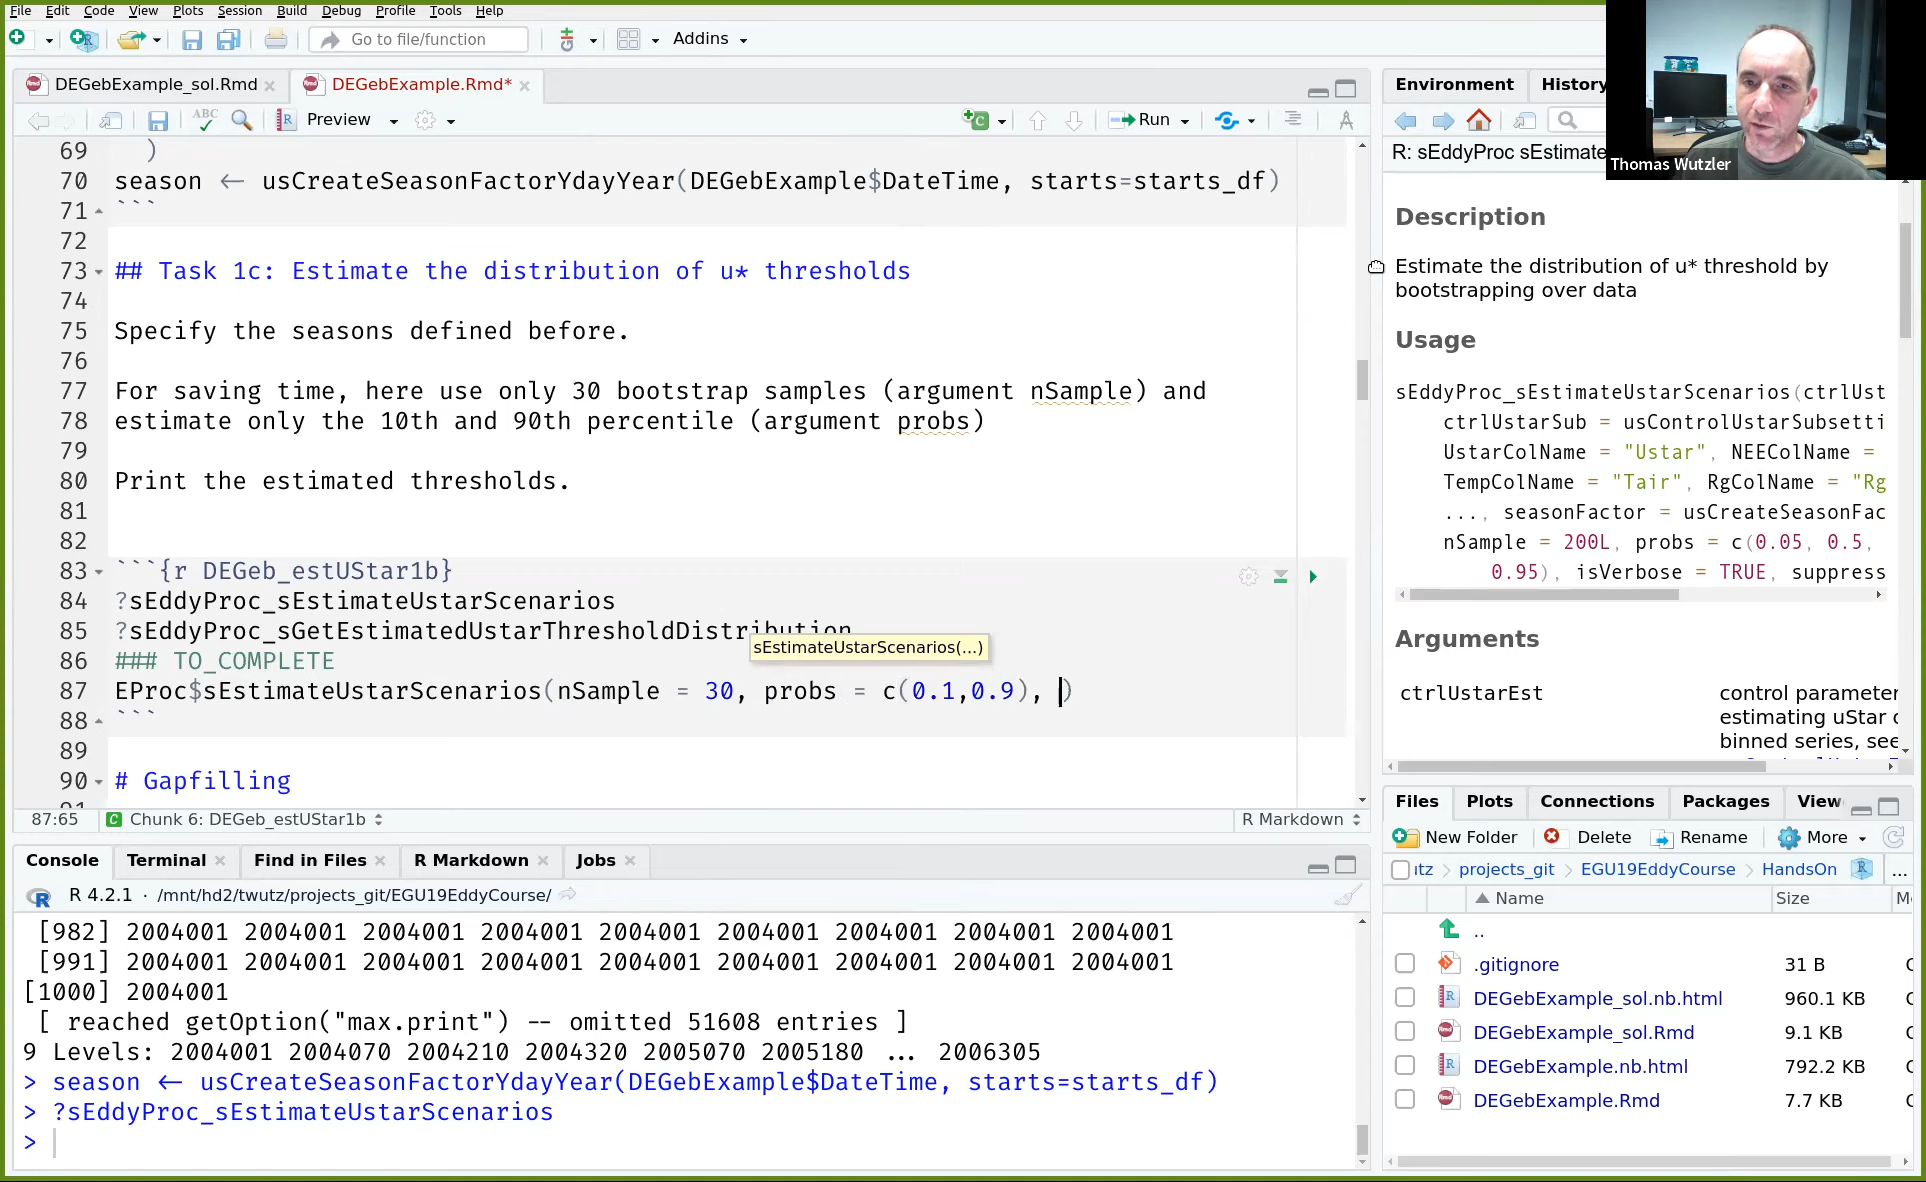 File Edit Code View Plots Session Build Debug Profile Tools Help
Go to file/function
Addins
DEGebExample_sol.Rmd
DEGebExample.Rmd*
ABC
Preview
Run
69 )
70 season <- usCreateSeasonFactorYdayYear(DEGebExample$DateTime, starts=starts_df)
71 ```
72
73 ## Task 1c: Estimate the distribution of u* thresholds
74
75 Specify the seasons defined before.
76
77 For saving time, here use only 30 bootstrap samples (argument nSample) and
78 estimate only the 10th and 90th percentile (argument probs)
79
80 Print the estimated thresholds.
81
82
83 ```{r DEGeb_estUStar1b}
84 ?sEddyProc_sEstimateUstarScenarios
85 ?sEddyProc_sGetEstimatedUstarThresholdDistribution
sEstimateUstarScenarios(...)
86 ### TO_COMPLETE
87 EProc$sEstimateUstarScenarios(nSample = 30, probs = c(0.1,0.9), )
88 ```
89
90 # Gapfilling
91
87:65 Chunk 6: DEGeb_estUStar1b R Markdown
Console Terminal Find in Files R Markdown Jobs
R 4.2.1 · /mnt/hd2/twutz/projects_git/EGU19EddyCourse/
[982] 2004001 2004001 2004001 2004001 2004001 2004001 2004001 2004001 2004001
[991] 2004001 2004001 2004001 2004001 2004001 2004001 2004001 2004001 2004001
[1000] 2004001
[ reached getOption("max.print") -- omitted 51608 entries ]
9 Levels: 2004001 2004070 2004210 2004320 2005070 2005180 ... 2006305
> season <- usCreateSeasonFactorYdayYear(DEGebExample$DateTime, starts=starts_df)
> ?sEddyProc_sEstimateUstarScenarios
>
Environment History
R: sEddyProc sEstimate
Thomas Wutzler
Description
Estimate the distribution of u* threshold by
bootstrapping over data
Usage
sEddyProc_sEstimateUstarScenarios(ctrlUst
ctrlUstarSub = usControlUstarSubsetti
UstarColName = "Ustar", NEEColName =
TempColName = "Tair", RgColName = "Rg
..., seasonFactor = usCreateSeasonFac
nSample = 200L, probs = c(0.05, 0.5,
0.95), isVerbose = TRUE, suppress
Arguments
ctrlUstarEst control parameter
estimating uStar
binned series, see
Files Plots Connections Packages View
New Folder Delete Rename More
itz projects_git EGU19EddyCourse HandsOn ...
Name Size
..
.gitignore 31 B
DEGebExample_sol.nb.html 960.1 KB
DEGebExample_sol.Rmd 9.1 KB
DEGebExample.nb.html 792.2 KB
DEGebExample.Rmd 7.7 KB